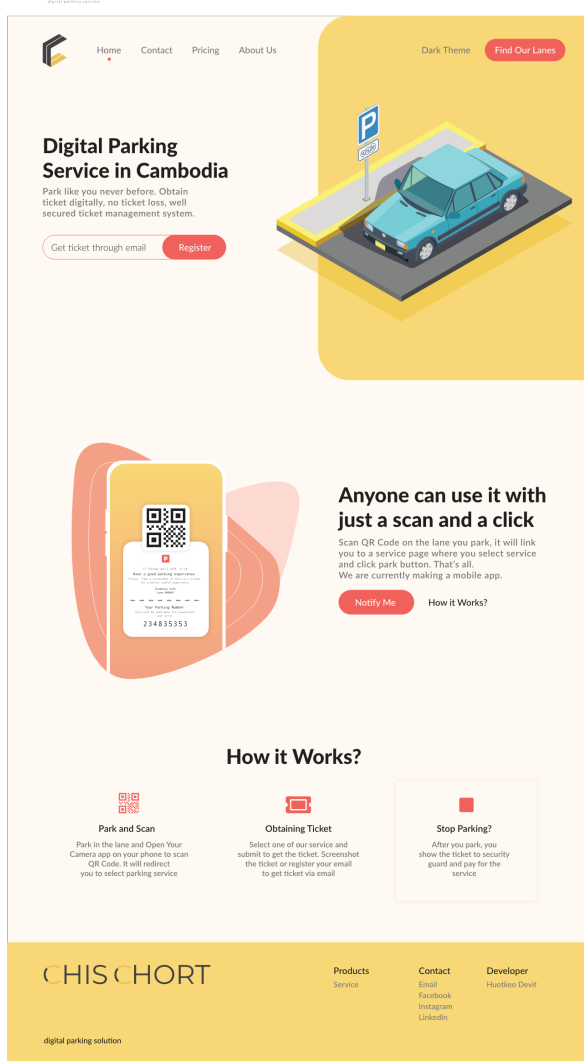 digital parking solution
Home Contact Pricing About Us Dark Theme Find Our Lanes
P
Digital Parking
Service in Cambodia
Park like you never before. Obtain
ticket digitally, no ticket loss, well
secured ticket management system.
Get ticket through email Register
Have a good parking experience
Your Parking Number
234835353
Anyone can use it with
just a scan and a click
Scan QR Code on the lane you park, it will link
you to a service page where you select service
and click park button. That's all.
We are currently making a mobile app.
Notify Me How it Works?
How it Works?
Park and Scan
Park in the lane and Open Your
Camera app on your phone to scan
QR Code. It will redirect
you to select parking service
Obtaining Ticket
Select one of our service and
submit to get the ticket. Screenshot
the ticket or register your email
to get ticket via email
Stop Parking?
After you park, you
show the ticket to security
guard and pay for the
service
CHIS CHORT
digital parking solution
Products
Service
Contact
Email
Facebook
Instagram
LinkedIn
Developer
Huotkeo Devit